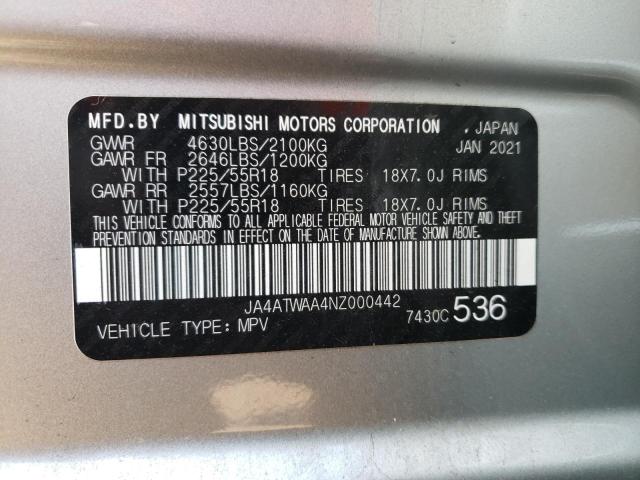 MFD.BY MITSUBISHI MOTORS CORPORATION , JAPAN
GVWR 4630LBS/2100KG JAN 2021
GAWR FR 2646LBS/1200KG
WITH P225/55R18 TIRES 18X7.0J RIMS
GAWR RR 2557LBS/1160KG
WITH P225/55R18 TIRES 18X7.0J RIMS
THIS VEHICLE CONFORMS TO ALL APPLICABLE FEDERAL MOTOR VEHICLE SAFETY AND THEFT
PREVENTION STANDARDS IN EFFECT ON THE DATE OF MANUFACTURE SHOWN ABOVE.
JA4ATWAA4NZ000442
VEHICLE TYPE: MPV 7430C 536